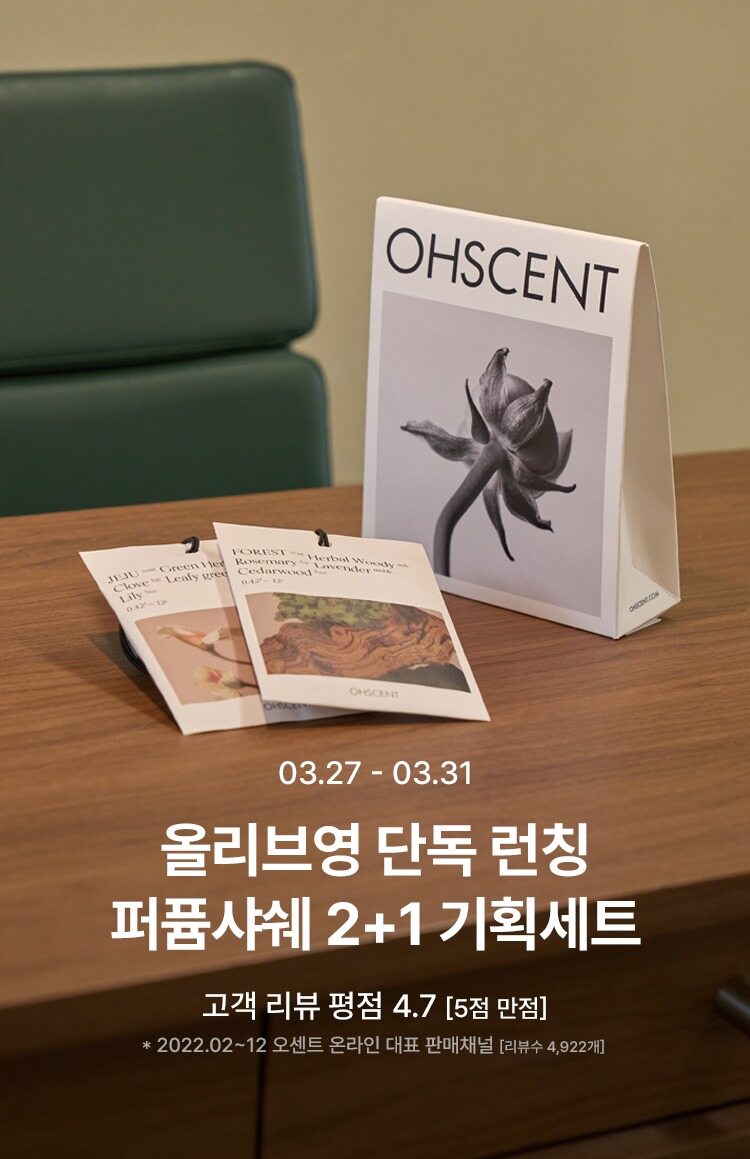 OHSCENT
OHSCENT.COM
JEJU Green Her
Clove Leafy gree
Lily
FOREST Herbal Woody
Rosemary Lavender
Cedarwood
OHSCENT
OHSCENT
03.27 - 03.31
올리브영 단독 런칭
퍼퓸샤쉐 2+1 기획세트
고객 리뷰 평점 4.7 [5점 만점]
* 2022.02~12 오센트 온라인 대표 판매채널 [리뷰수 4,922개]